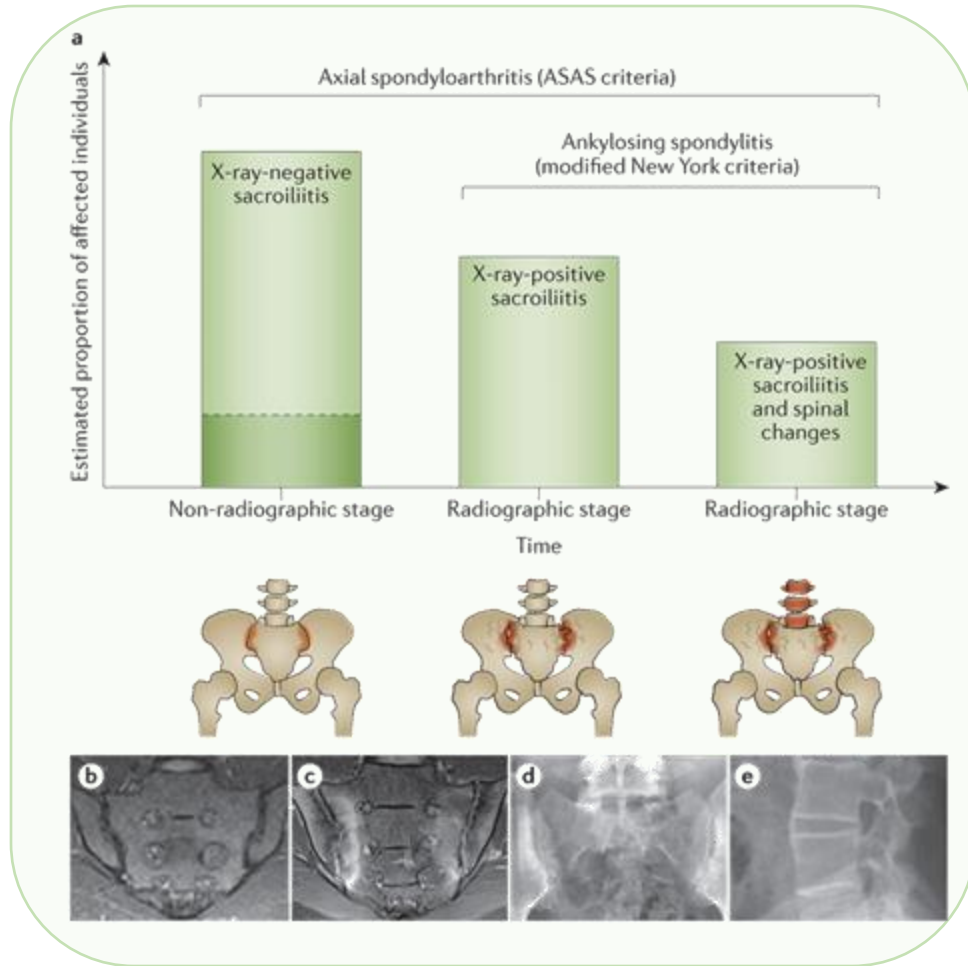 a
Estimated proportion of affected individuals
Axial spondyloarthritis (ASAS criteria)
Ankylosing spondylitis
(modified New York criteria)
X-ray-negative
sacroiliitis
X-ray-positive
sacroiliitis
X-ray-positive
sacroiliitis
and spinal
changes
Non-radiographic stage
Radiographic stage
Radiographic stage
Time
b
c
d
e